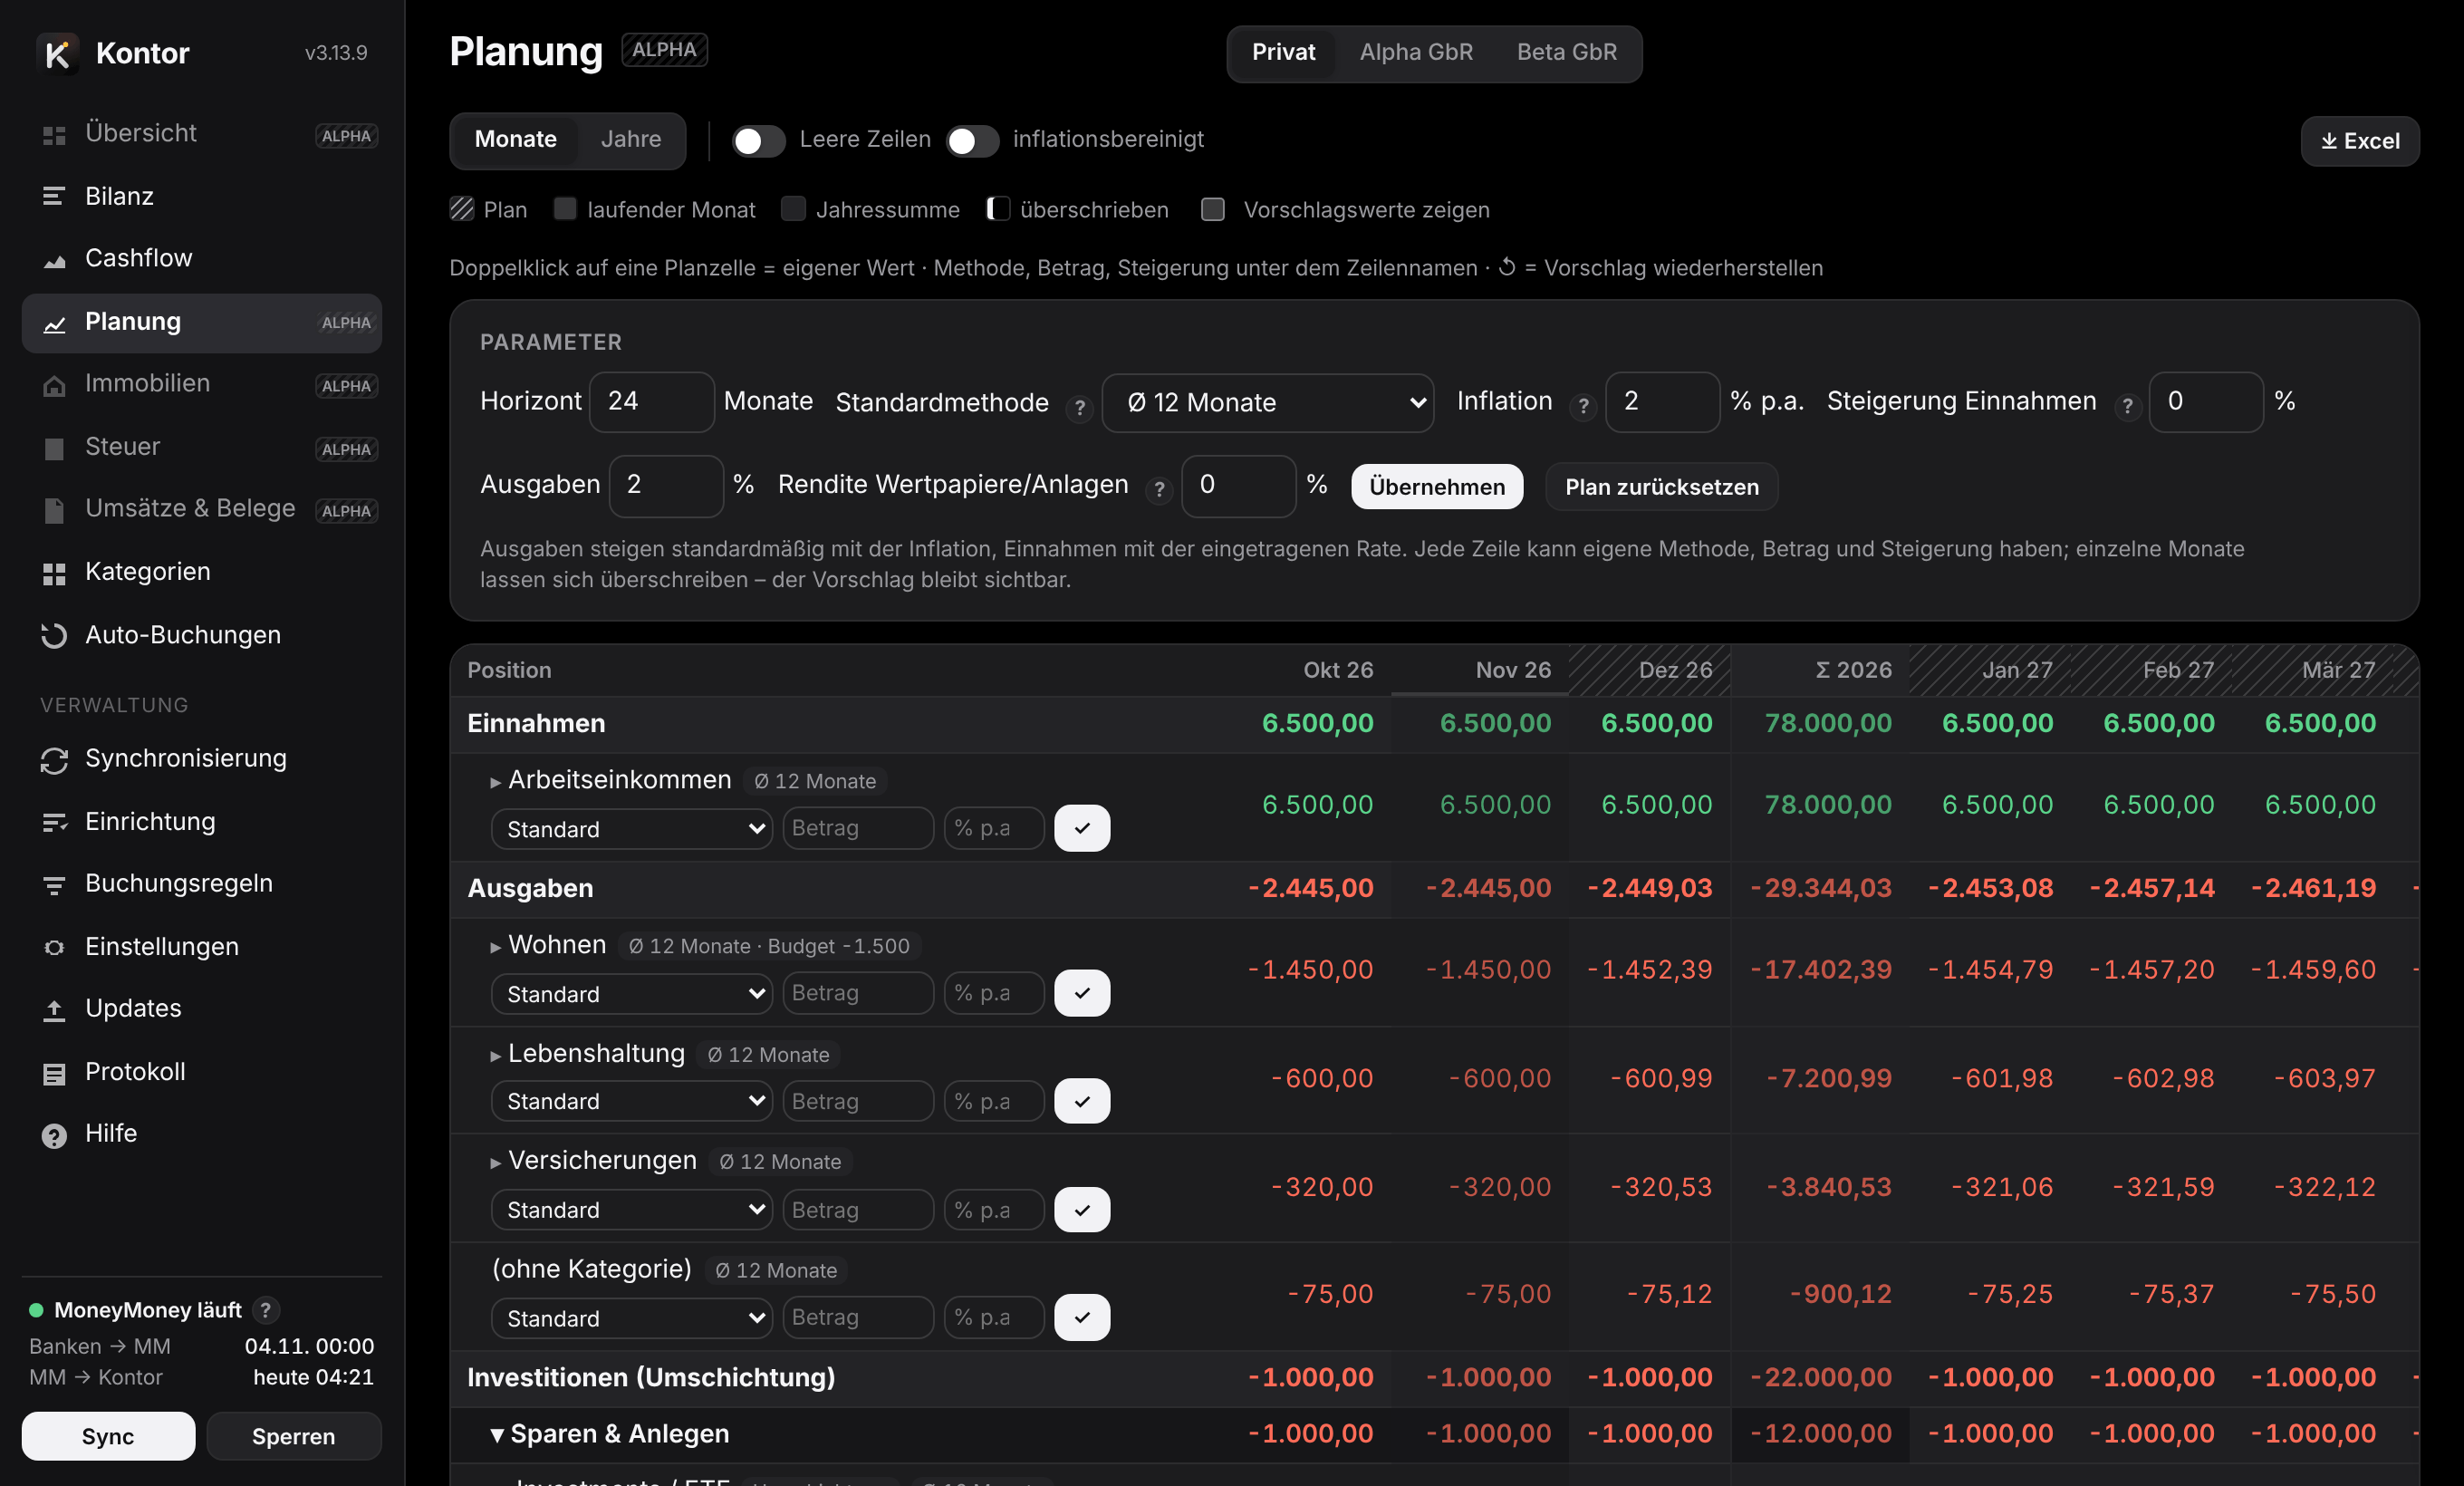 Kontor v3.13.9
Übersicht ALPHA
Bilanz
Cashflow
Planung ALPHA
Immobilien ALPHA
Steuer ALPHA
Umsätze & Belege ALPHA
Kategorien
Auto-Buchungen
VERWALTUNG
Synchronisierung
Einrichtung
Buchungsregeln
Einstellungen
Updates
Protokoll
Hilfe
MoneyMoney läuft ?
Banken → MM 04.11. 00:00
MM → Kontor heute 04:21
Sync Sperren
Planung ALPHA Privat Alpha GbR Beta GbR
Monate Jahre Leere Zeilen inflationsbereinigt Excel
Plan laufender Monat Jahressumme überschrieben Vorschlagswerte zeigen
Doppelklick auf eine Planzelle = eigener Wert · Methode, Betrag, Steigerung unter dem Zeilennamen · ↺ = Vorschlag wiederherstellen
PARAMETER
Horizont 24 Monate Standardmethode ? Ø 12 Monate Inflation ? 2 % p.a. Steigerung Einnahmen ? 0 %
Ausgaben 2 % Rendite Wertpapiere/Anlagen ? 0 % Übernehmen Plan zurücksetzen
Ausgaben steigen standardmäßig mit der Inflation, Einnahmen mit der eingetragenen Rate. Jede Zeile kann eigene Methode, Betrag und Steigerung haben; einzelne Monate
lassen sich überschreiben – der Vorschlag bleibt sichtbar.
Position Okt 26 Nov 26 Dez 26 Σ 2026 Jan 27 Feb 27 Mär 27
Einnahmen 6.500,00 6.500,00 6.500,00 78.000,00 6.500,00 6.500,00 6.500,00
▸ Arbeitseinkommen Ø 12 Monate 6.500,00 6.500,00 6.500,00 78.000,00 6.500,00 6.500,00 6.500,00
Standard Betrag % p.a
Ausgaben -2.445,00 -2.445,00 -2.449,03 -29.344,03 -2.453,08 -2.457,14 -2.461,19
▸ Wohnen Ø 12 Monate · Budget -1.500 -1.450,00 -1.450,00 -1.452,39 -17.402,39 -1.454,79 -1.457,20 -1.459,60
Standard Betrag % p.a
▸ Lebenshaltung Ø 12 Monate -600,00 -600,00 -600,99 -7.200,99 -601,98 -602,98 -603,97
Standard Betrag % p.a
▸ Versicherungen Ø 12 Monate -320,00 -320,00 -320,53 -3.840,53 -321,06 -321,59 -322,12
Standard Betrag % p.a
(ohne Kategorie) Ø 12 Monate -75,00 -75,00 -75,12 -900,12 -75,25 -75,37 -75,50
Standard Betrag % p.a
Investitionen (Umschichtung) -1.000,00 -1.000,00 -1.000,00 -22.000,00 -1.000,00 -1.000,00 -1.000,00
▾ Sparen & Anlegen -1.000,00 -1.000,00 -1.000,00 -12.000,00 -1.000,00 -1.000,00 -1.000,00